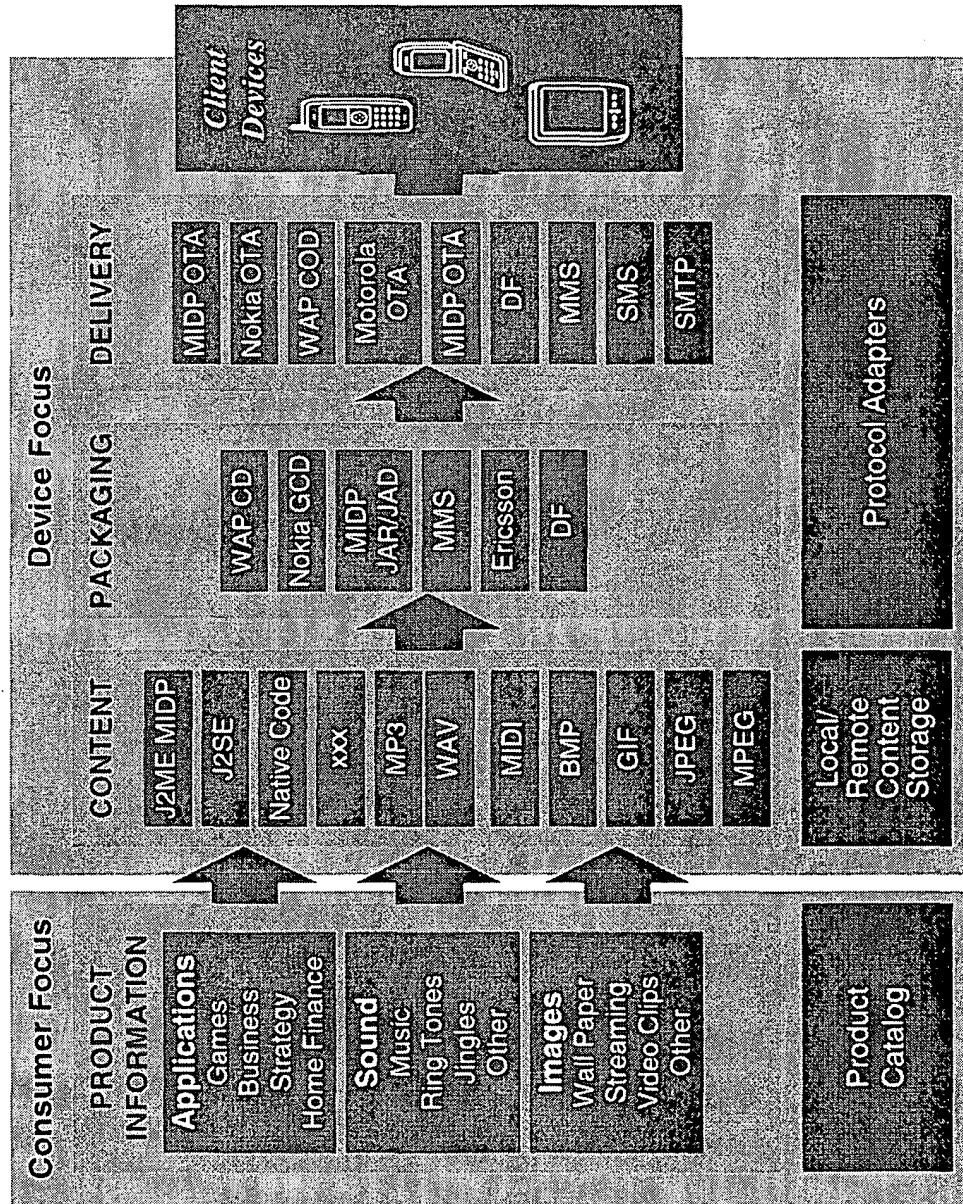 Consumer Focus
PRODUCT
INFORMATION
Applications
Games
Business
Strategy
Home Finance
Sound
Music
Ring Tones
Jingles
Other
Images
Wall Paper
Streaming
Video Clips
Other
Product
Catalog
Device Focus
CONTENT
J2ME MIDP
J2SE
Native Code
xxx
MP3
WAV
MIDI
BMP
GIF
JPEG
MPEG
Local/
Remote
Content
Storage
PACKAGING
WAP CD
Nokia GCD
MIDP
JAR/JAD
MMS
Ericsson
DF
DELIVERY
MIDP OTA
Nokia OTA
WAP COD
Motorola
OTA
MIDP OTA
DF
MMS
SMS
SMTP
Protocol Adapters
Client
Devices